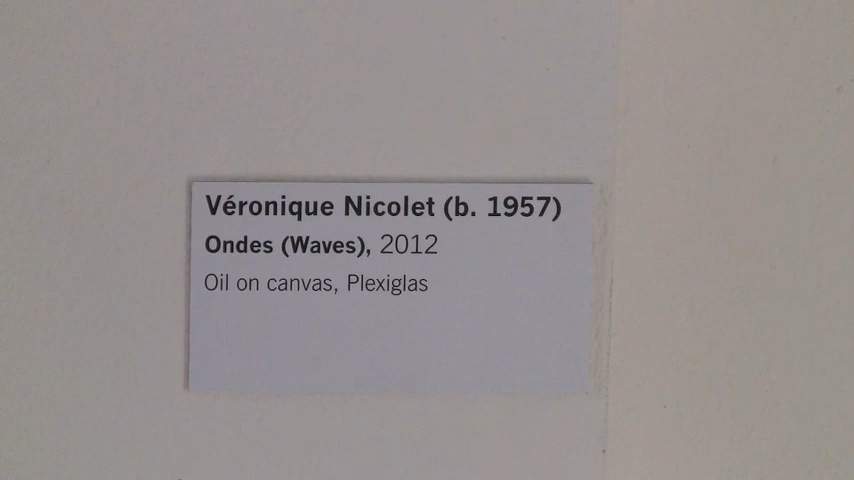 Véronique Nicolet (b. 1957)
Ondes (Waves), 2012
Oil on canvas, Plexiglas